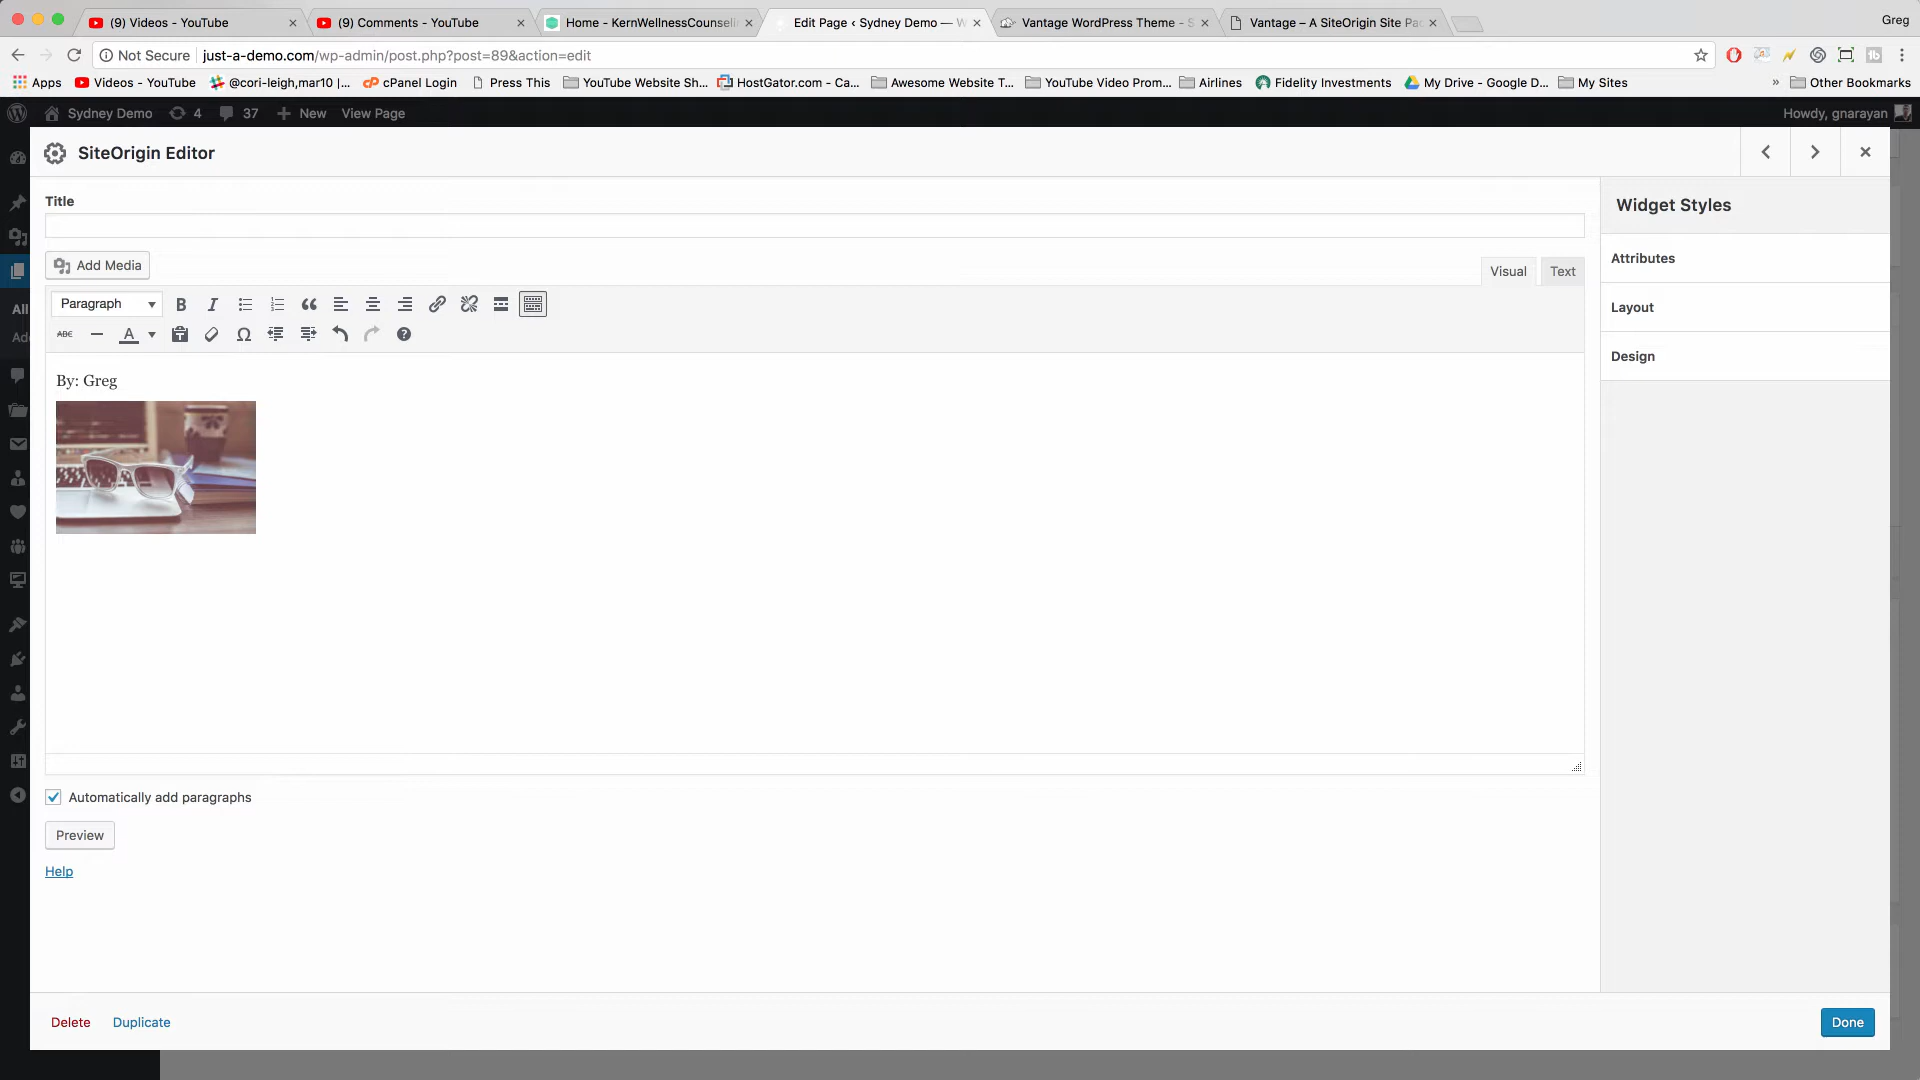 (9) Videos - YouTube
(9) Comments - YouTube
Home - KernWellnessCounseli
Edit Page ‹ Sydney Demo — W
Vantage WordPress Theme - S
Vantage – A SiteOrigin Site Pac
Greg
Not Secure
just-a-demo.com/wp-admin/post.php?post=89&action=edit
Apps
Videos - YouTube
@cori-leigh,mar10 |...
cPanel Login
Press This
YouTube Website Sh...
HostGator.com - Ca...
Awesome Website T...
YouTube Video Prom...
Airlines
Fidelity Investments
My Drive - Google D...
My Sites
»
Other Bookmarks
Sydney Demo
4
37
New
View Page
Howdy, gnarayan
SiteOrigin Editor
Title
Widget Styles
Add Media
Visual
Text
Attributes
Paragraph
B I
ABC
A
Layout
All
Add
Design
By: Greg
Automatically add paragraphs
Preview
Help
Delete
Duplicate
Done